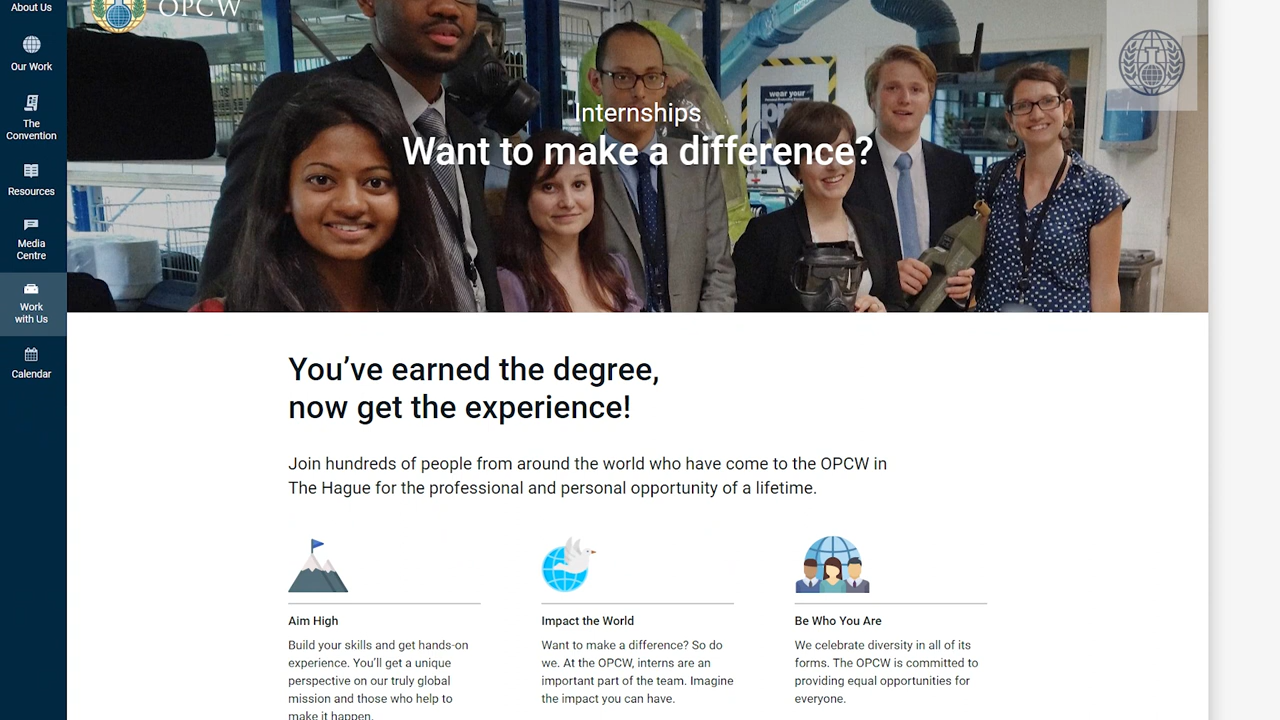 About Us
OPCW
Our Work
The
Convention
Resources
Media
Centre
Work
with Us
Calendar
wear your
Internships
Want to make a difference?
You’ve earned the degree,
now get the experience!
Join hundreds of people from around the world who have come to the OPCW in
The Hague for the professional and personal opportunity of a lifetime.
Aim High
Build your skills and get hands-on
experience. You’ll get a unique
perspective on our truly global
mission and those who help to
make it happen.
Impact the World
Want to make a difference? So do
we. At the OPCW, interns are an
important part of the team. Imagine
the impact you can have.
Be Who You Are
We celebrate diversity in all of its
forms. The OPCW is committed to
providing equal opportunities for
everyone.